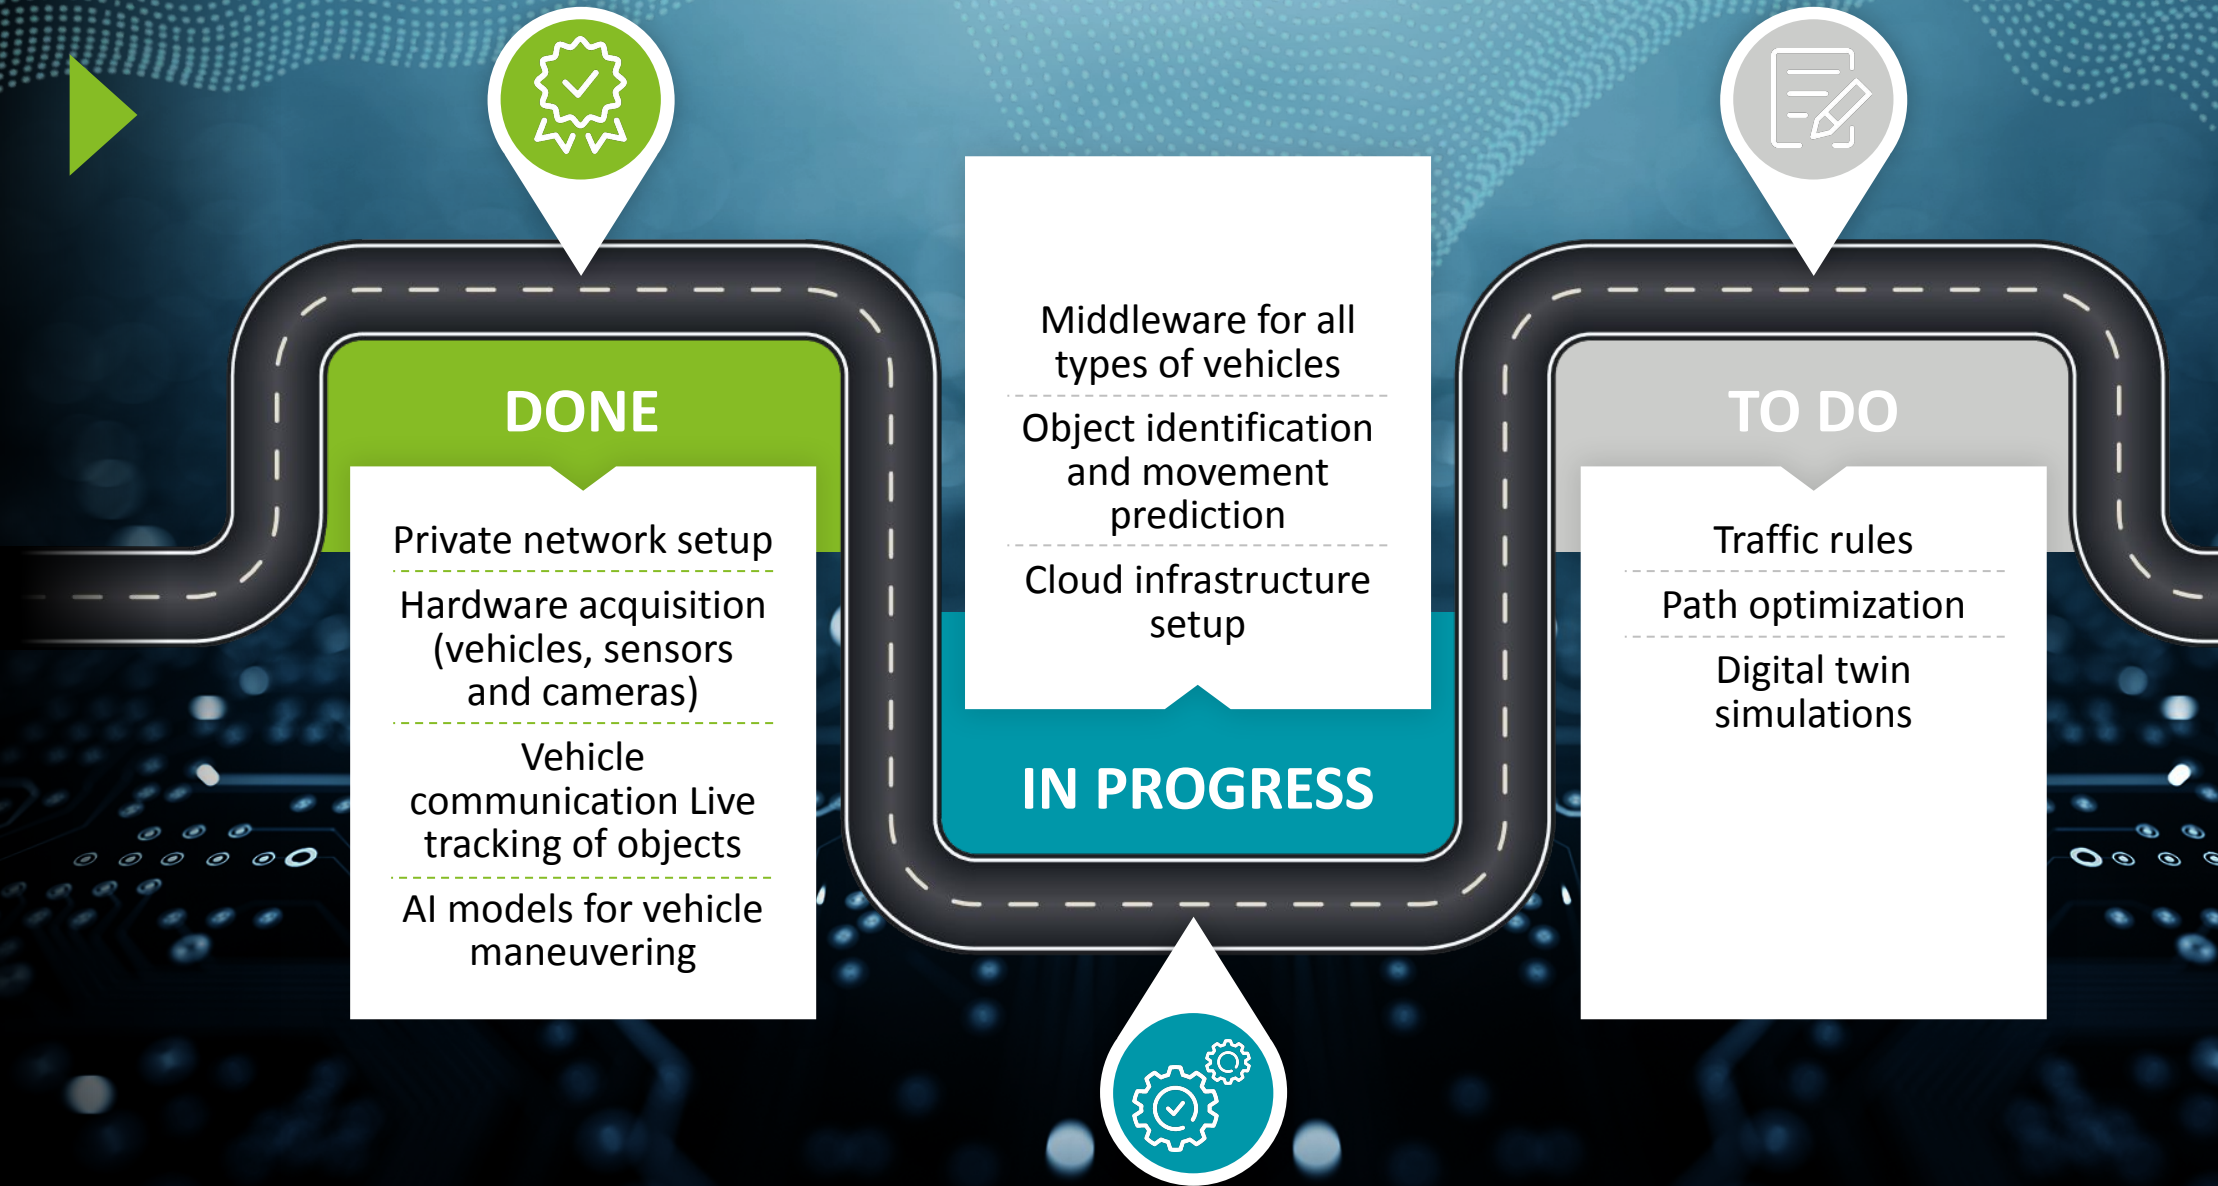 DONE
Private network setup
Hardware acquisition
(vehicles, sensors
and cameras)
Vehicle
communication Live
tracking of objects
AI models for vehicle
maneuvering
Middleware for all
types of vehicles
Object identification
and movement
prediction
Cloud infrastructure
setup
IN PROGRESS
TO DO
Traffic rules
Path optimization
Digital twin
simulations